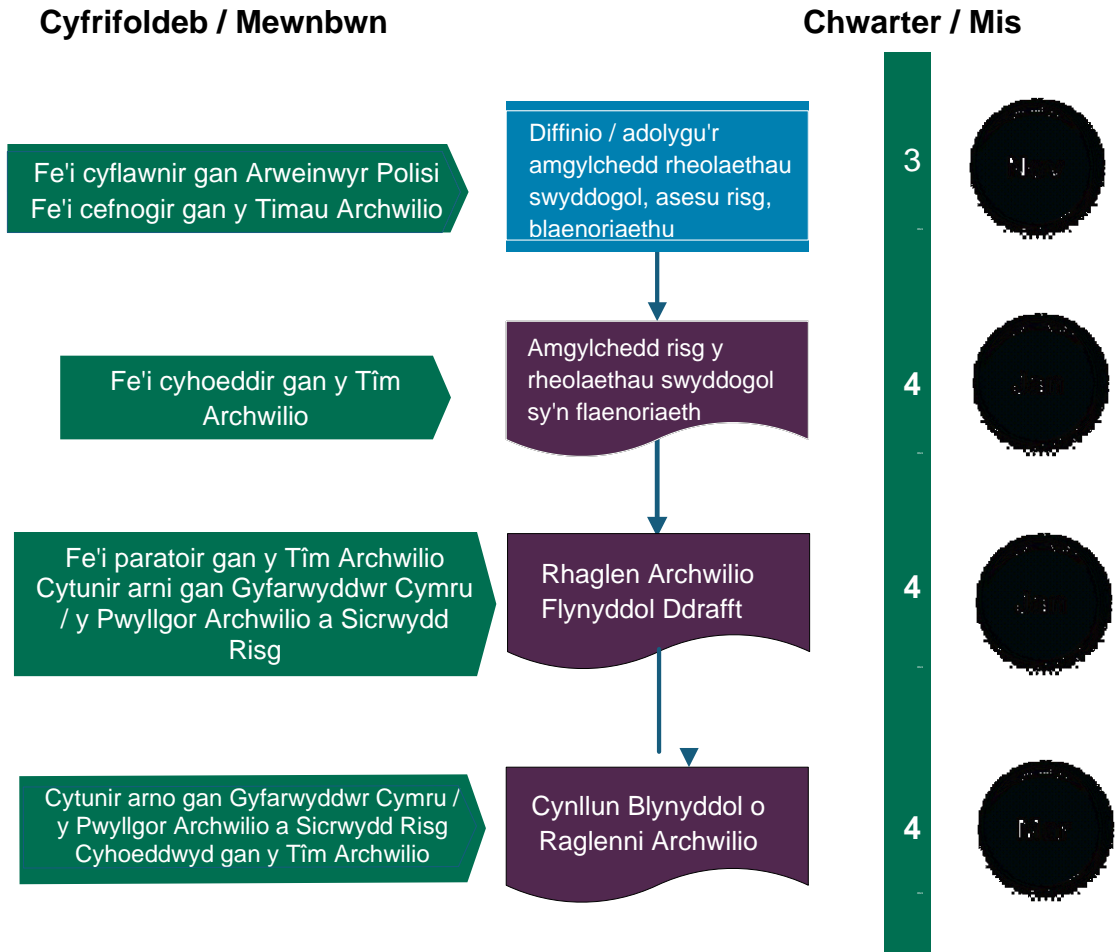 Cyfrifoldeb / Mewnbwn
Chwarter / Mis
Fe'i cyflawnir gan Arweinwyr Polisi
Fe'i cefnogir gan y Timau Archwilio
Diffinio / adolygu'r
amgylchedd rheolaethau
swyddogol, asesu risg,
blaenoriaethu
3
Fe'i cyhoeddir gan y Tîm
Archwilio
Amgylchedd risg y
rheolaethau swyddogol
sy'n flaenoriaeth
4
Fe'i paratoir gan y Tîm Archwilio
Cytunir arni gan Gyfarwyddwr Cymru
/ y Pwyllgor Archwilio a Sicrwydd
Risg
Rhaglen Archwilio
Flynyddol Ddrafft
4
Cytunir arno gan Gyfarwyddwr Cymru /
y Pwyllgor Archwilio a Sicrwydd Risg
Cyhoeddwyd gan y Tîm Archwilio
Cynllun Blynyddol o
Raglenni Archwilio
4